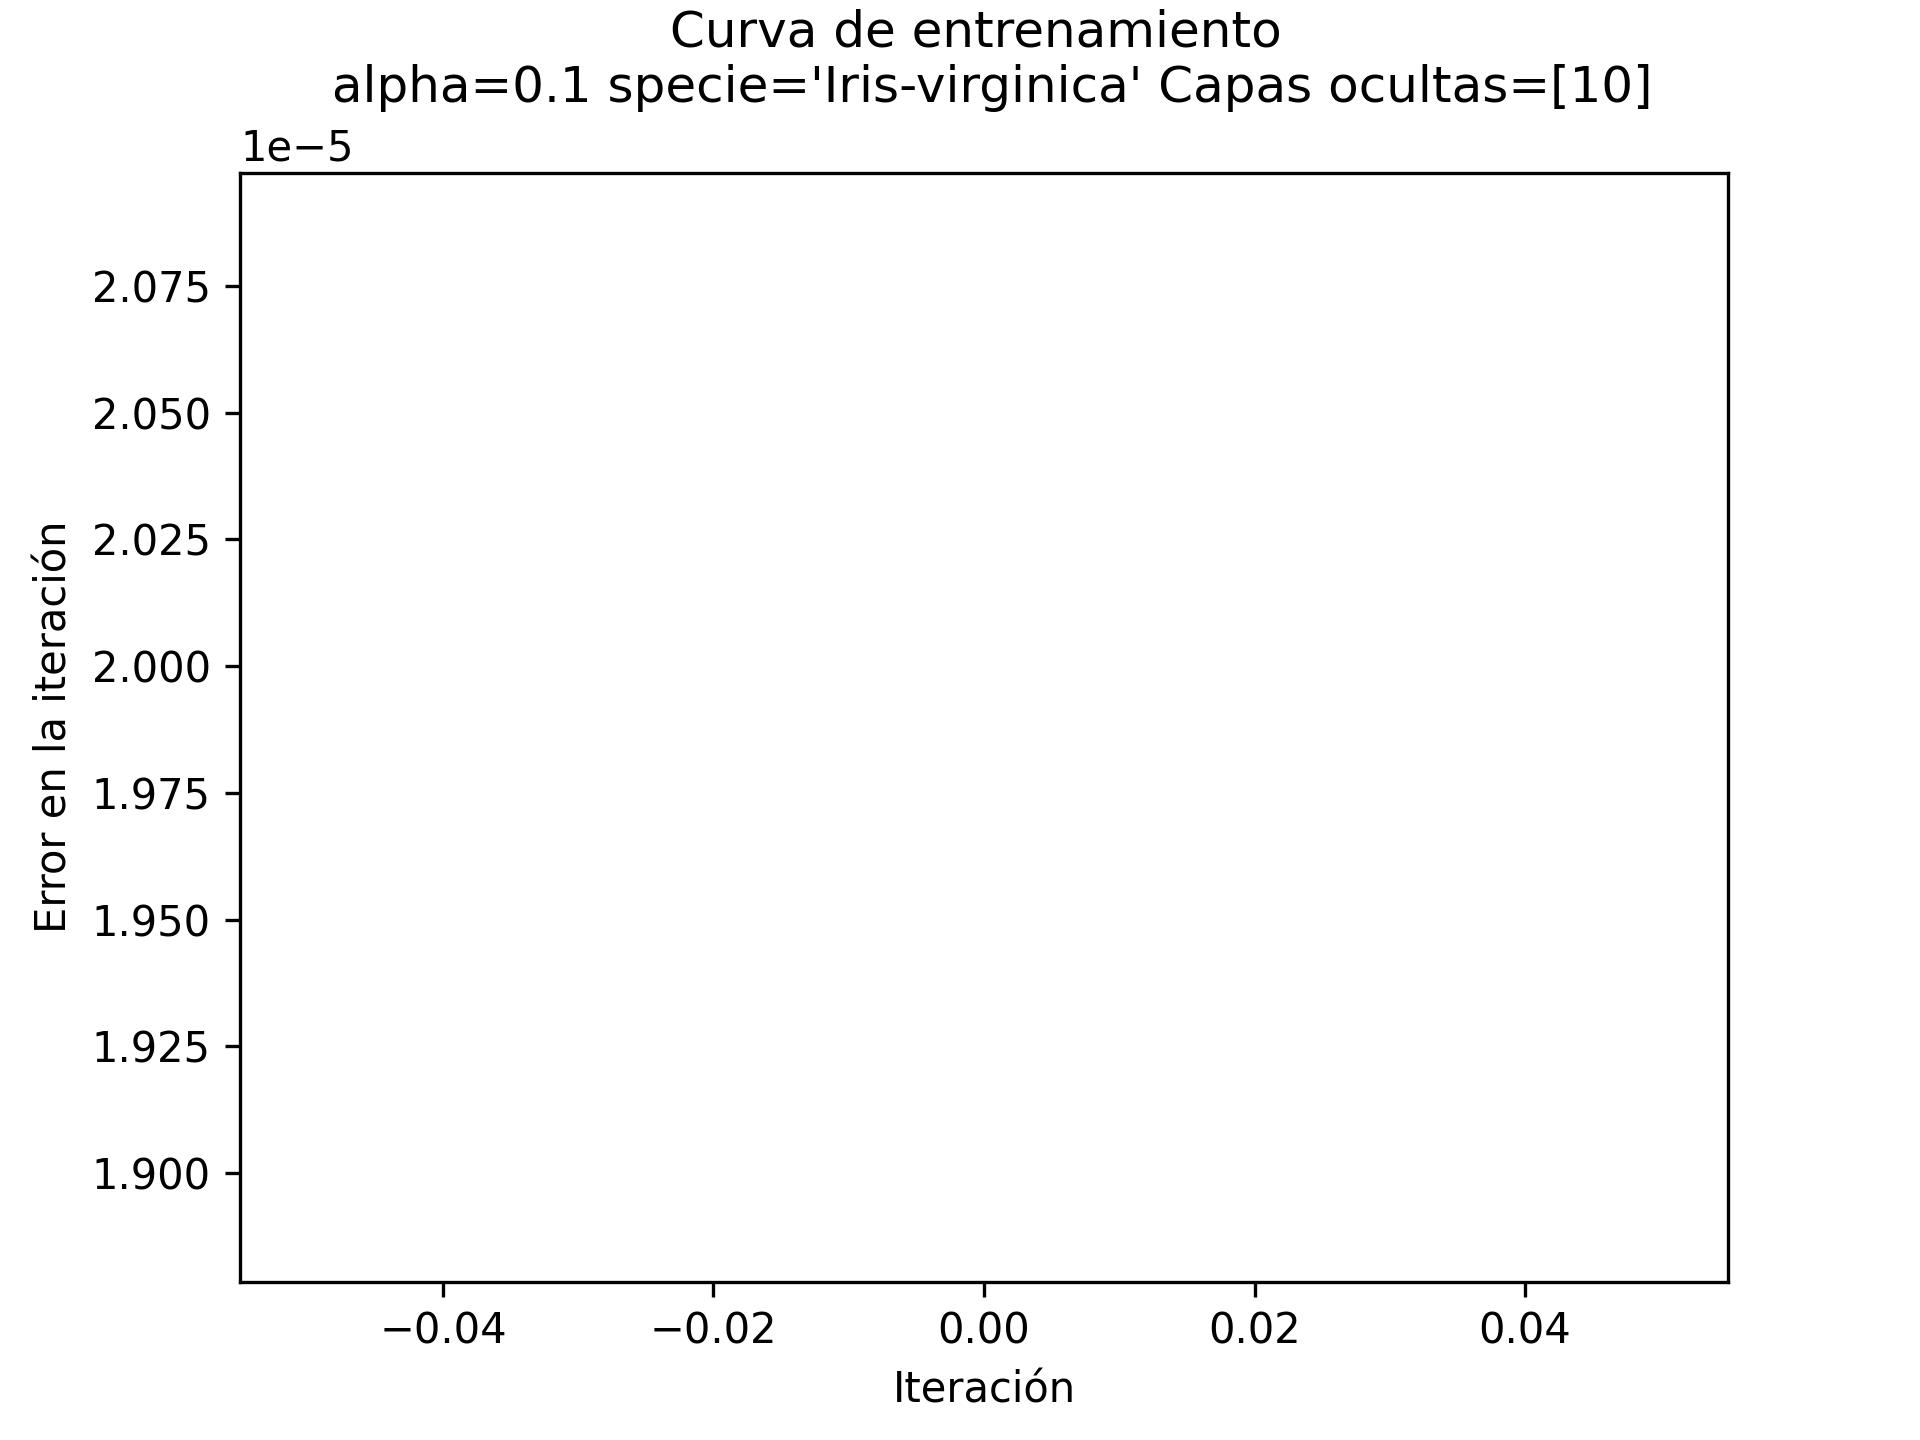 Curva de entrenamiento
alpha=0.1 specie='Iris-virginica' Capas ocultas=[10]
1e−5
2.075
2.050
2.025
2.000
1.975
1.950
1.925
1.900
Error en la iteración
−0.04 −0.02 0.00 0.02 0.04
Iteración